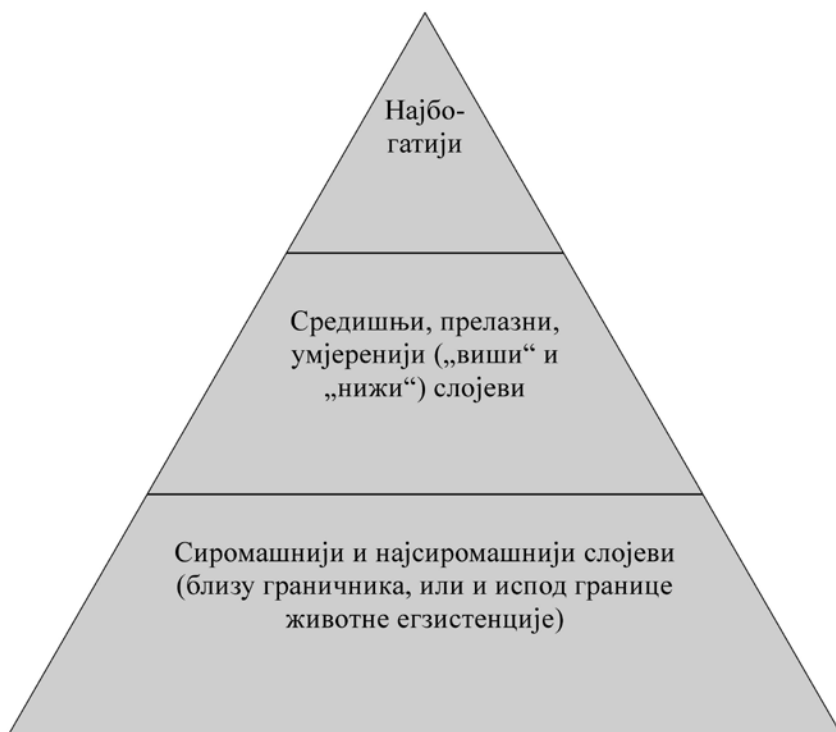 Најбо-
гатији
Средишњи, прелазни,
умјеренији („виши“ и
„нижи“) слојеви
Сиромашнији и најсиромашнији слојеви
(близу граничника, или и испод границе
животне егзистенције)